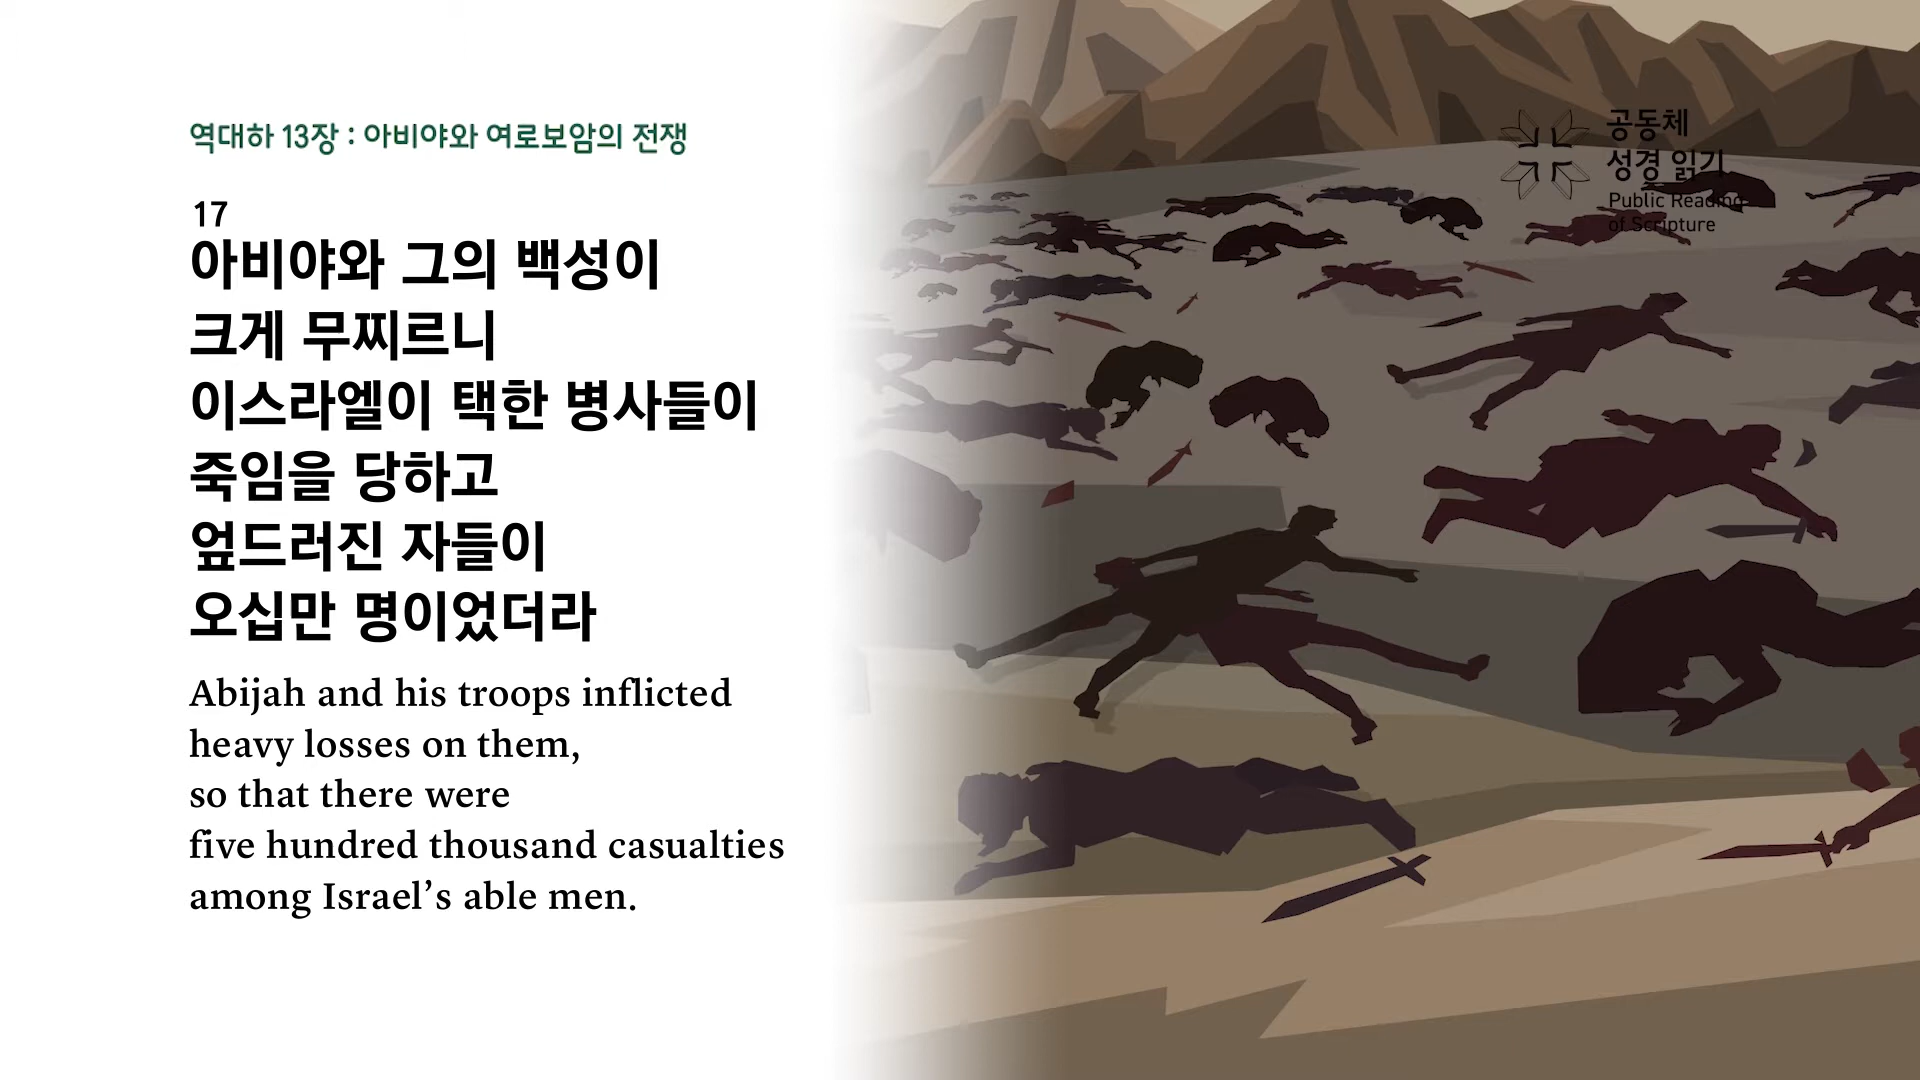 역대하 13장 : 아비야와 여로보암의 전쟁
17
아비야와 그의 백성이
크게 무찌르니
이스라엘이 택한 병사들이
죽임을 당하고
엎드러진 자들이
오십만 명이었더라
Abijah and his troops inflicted
heavy losses on them,
so that there were
five hundred thousand casualties
among Israel’s able men.
공동체
성경 읽기
Public Reading
of Scripture